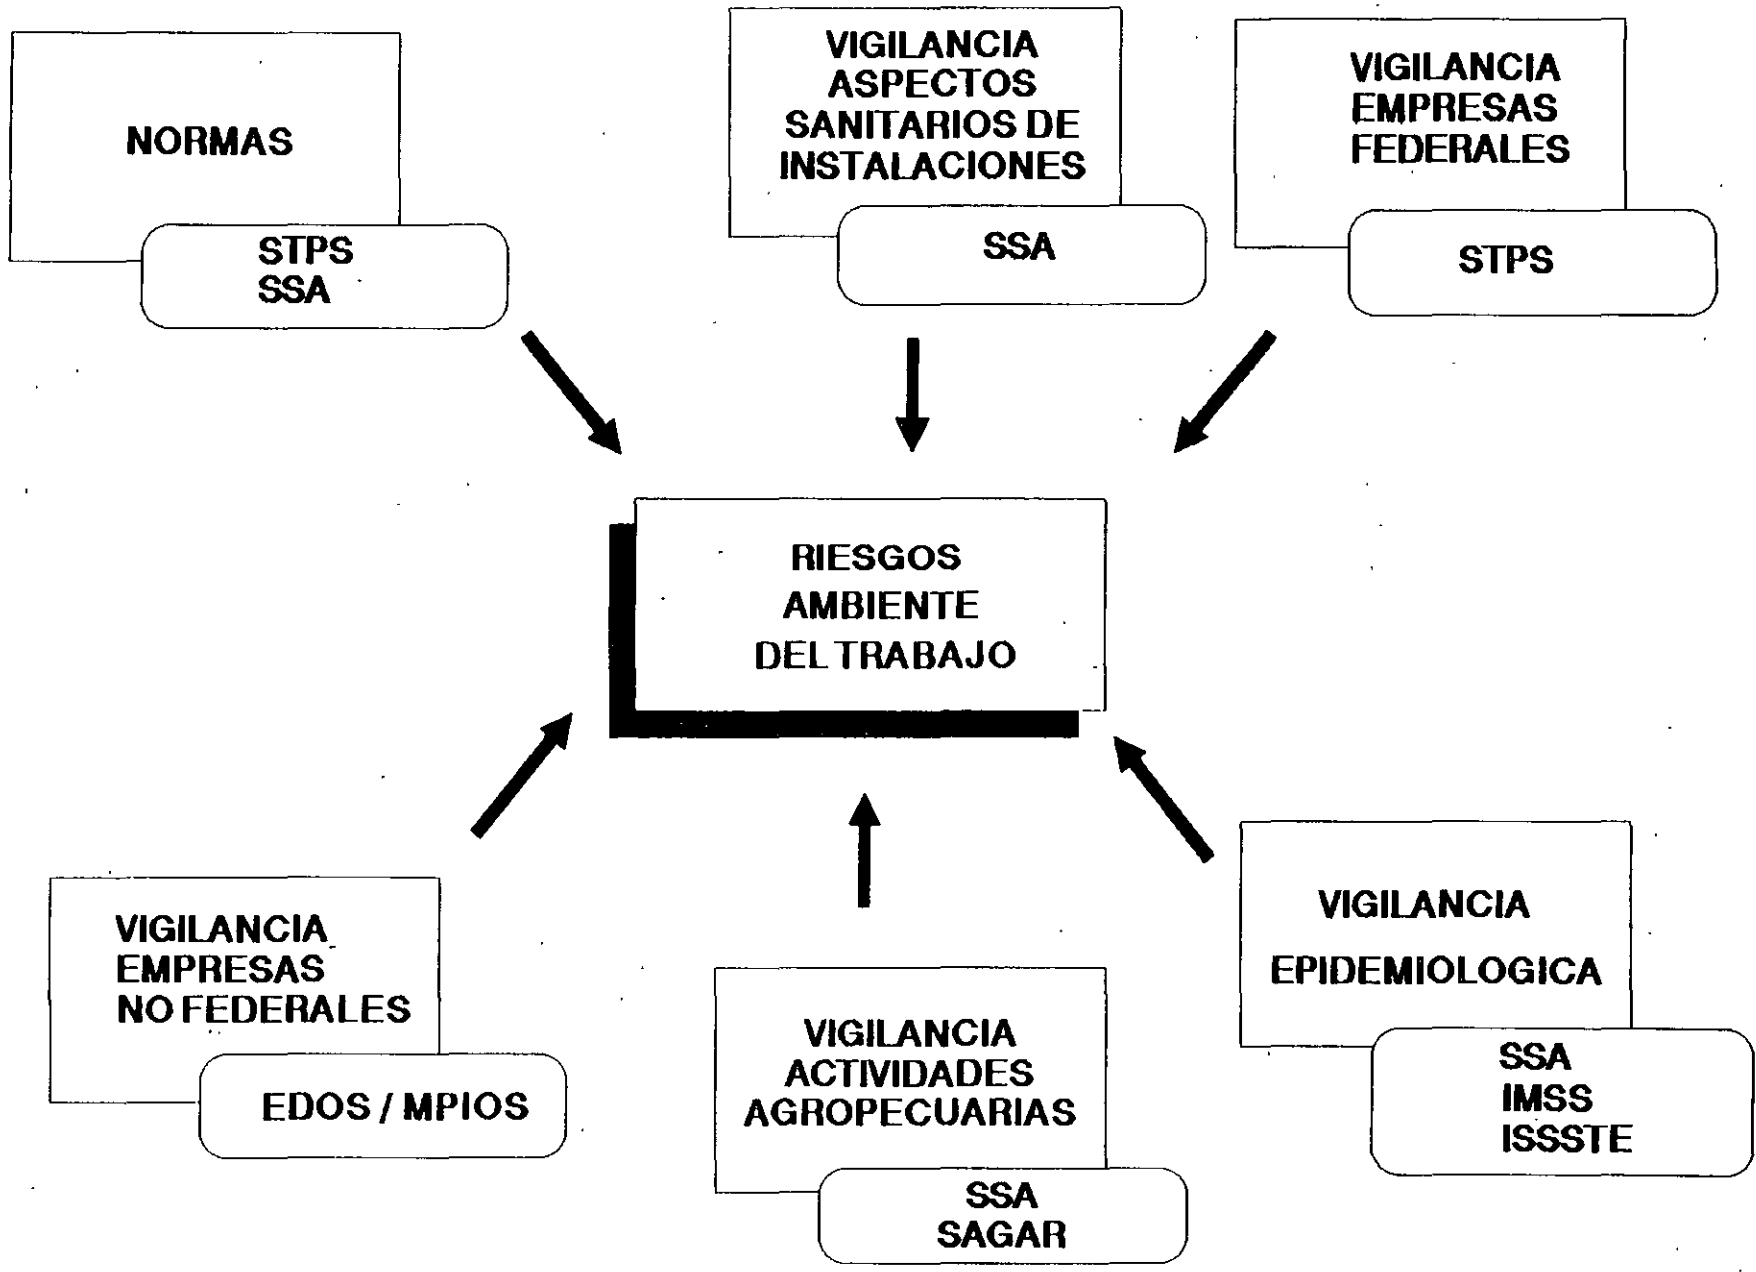 NORMAS
STPS
SSA
VIGILANCIA
ASPECTOS
SANITARIOS DE
INSTALACIONES
SSA
VIGILANCIA
EMPRESAS
FEDERALES
STPS
RIESGOS
AMBIENTE
DEL TRABAJO
VIGILANCIA
EMPRESAS
NO FEDERALES
EDOS / MPIOS
VIGILANCIA
ACTIVIDADES
AGROPECUARIAS
SSA
SAGAR
VIGILANCIA
EPIDEMIOLOGICA
SSA
IMSS
ISSSTE